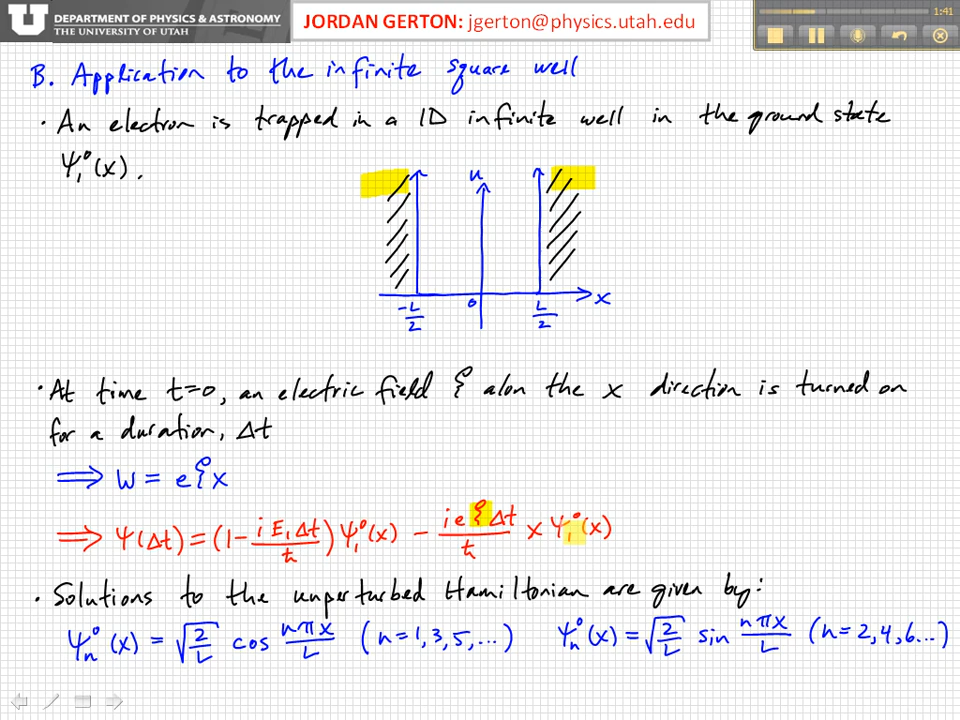 DEPARTMENT OF PHYSICS & ASTRONOMY
THE UNIVERSITY OF UTAH
JORDAN GERTON: jgerton@physics.utah.edu
1:41
B. Application to the infinite square well
· An electron is trapped in a 1D infinite well in the ground state
Ψ₁⁰(x).
u
-L/2 0 L/2 x
· At time t=0, an electric field ξ alon the x direction is turned on
for a duration, Δt
⟹ W = eξx
⟹ Ψ(Δt) = (1 - iE₁Δt/ħ) Ψ₁⁰(x) - ieξΔt/ħ x Ψ₁⁰(x)
· Solutions to the unperturbed Hamiltonian are given by:
Ψₙ⁰(x) = √(2/L) cos nπx/L (n=1,3,5,...) Ψₙ⁰(x) = √(2/L) sin nπx/L (n=2,4,6...)